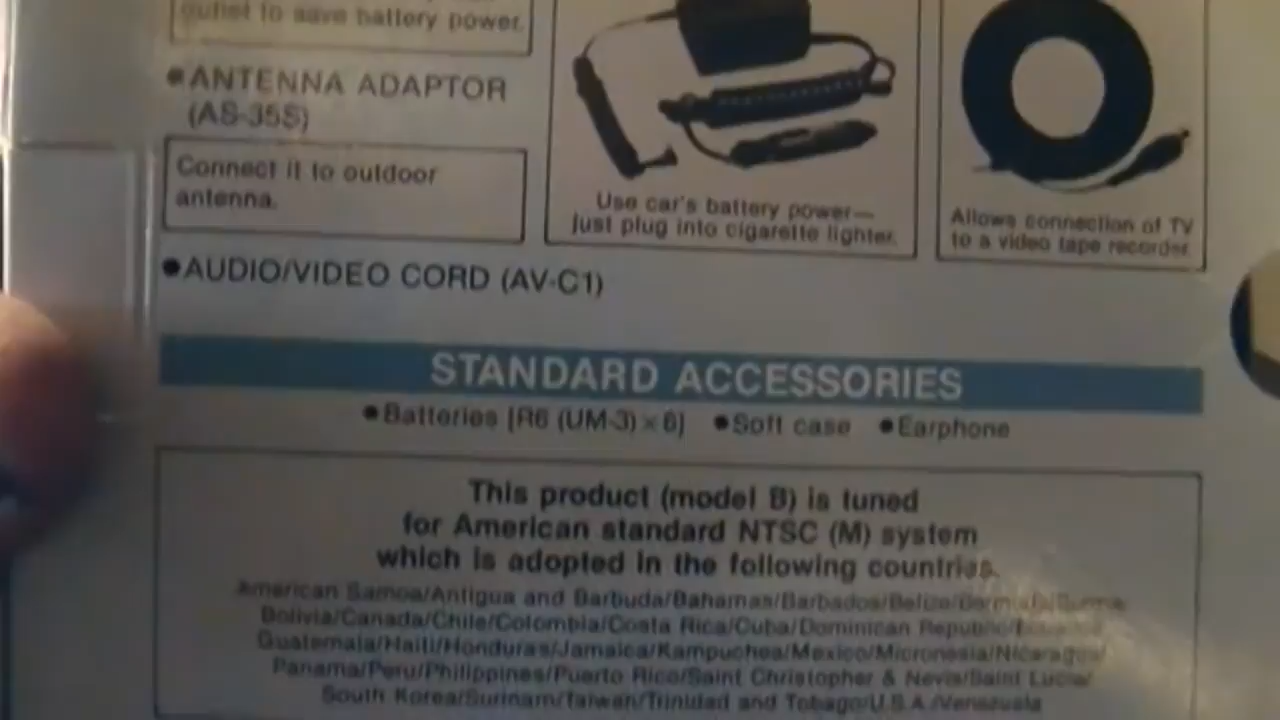 outlet to save battery power.
●ANTENNA ADAPTOR
(AS-35S)
Connect it to outdoor
antenna.
●AUDIO/VIDEO CORD (AV-C1)
Use car's battery power—
just plug into cigarette lighter.
Allows connection of TV
to a video tape recorder.
STANDARD ACCESSORIES
●Batteries [R6 (UM-3) × 6] ●Soft case ●Earphone
This product (model B) is tuned
for American standard NTSC (M) system
which is adopted in the following countries.
American Samoa/Antigua and Barbuda/Bahamas/Barbados/Belize/Bermuda/
Bolivia/Canada/Chile/Colombia/Costa Rica/Cuba/Dominican Republic/
Guatemala/Haiti/Honduras/Jamaica/Kampuchea/Mexico/Micronesia/Nicaragua/
Panama/Peru/Philippines/Puerto Rico/Saint Christopher & Nevis/Saint Lucia/
South Korea/Surinam/Taiwan/Trinidad and Tobago/U.S.A./Venezuela